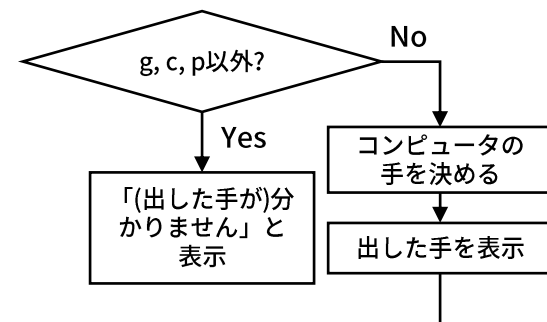 g, c, p以外?
No
Yes
コンピュータの
手を決める
「(出した手が)分
かりません」と
表示
出した手を表示